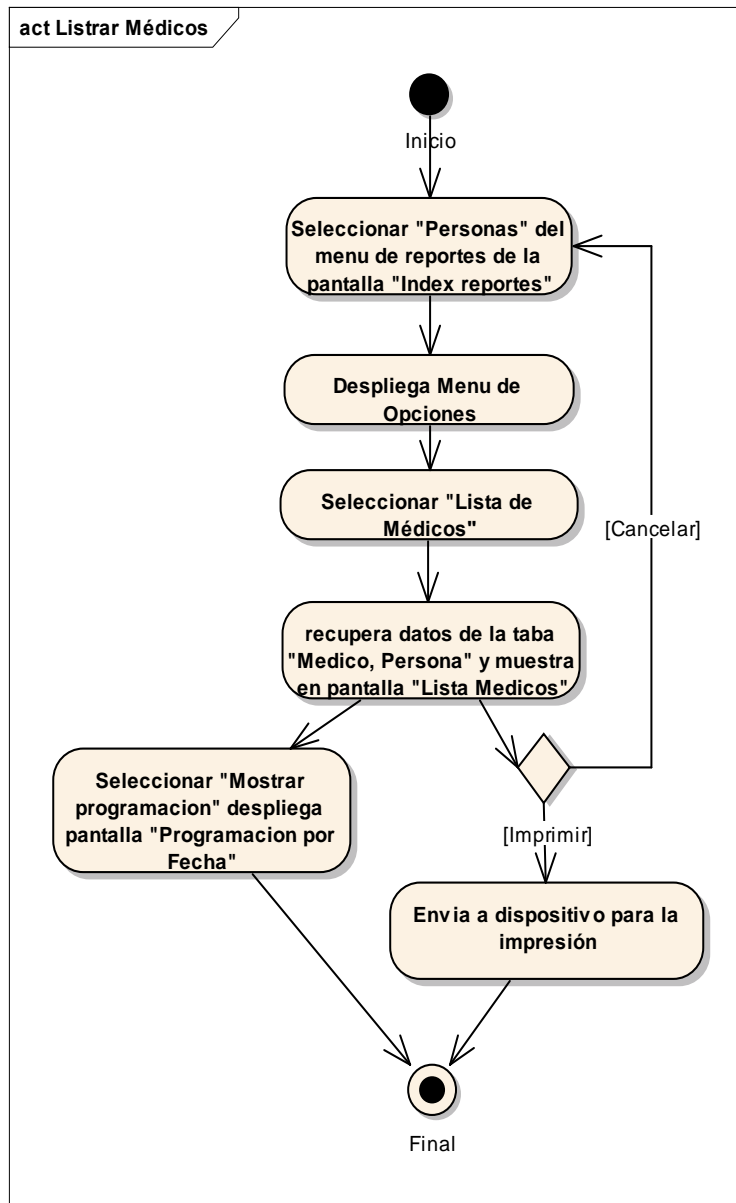 act Listrar Médicos
Inicio
Seleccionar "Personas" del
menu de reportes de la
pantalla "Index reportes"
Despliega Menu de
Opciones
Seleccionar "Lista de
Médicos"
[Cancelar]
recupera datos de la taba
"Medico, Persona" y muestra
en pantalla "Lista Medicos"
Seleccionar "Mostrar
programacion" despliega
pantalla "Programacion por
Fecha"
[Imprimir]
Envia a dispositivo para la
impresión
Final